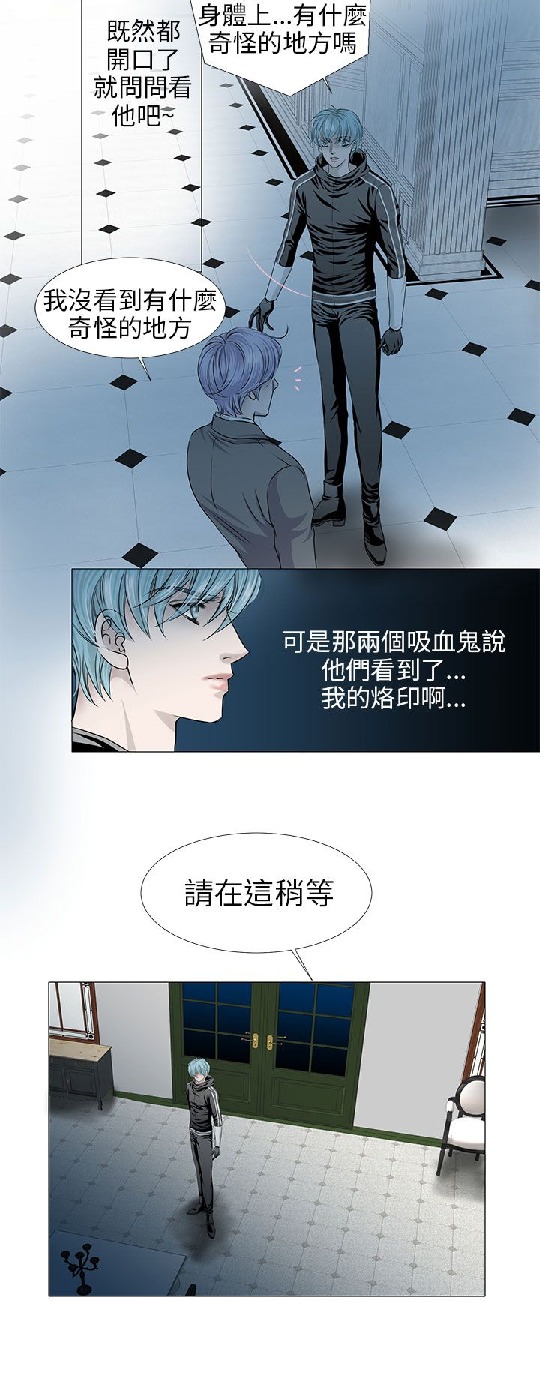 既然都
開口了
就問問看
他吧~
身體上...有什麼
奇怪的地方嗎
我沒看到有什麼
奇怪的地方
可是那兩個吸血鬼說
他們看到了...
我的烙印啊...
請在這稍等